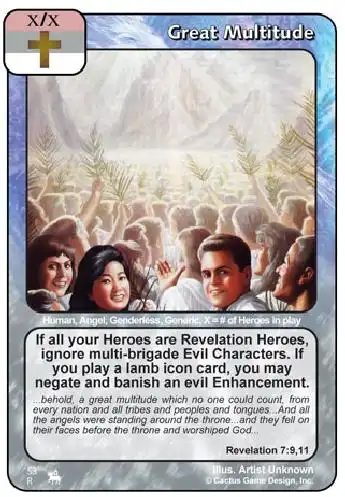 X/X
Great Multitude
Human, Angel, Genderless, Generic, X = # of Heroes in play
If all your Heroes are Revelation Heroes,
ignore multi-brigade Evil Characters. If
you play a lamb icon card, you may
negate and banish an evil Enhancement.
...behold, a great multitude which no one could count, from
every nation and all tribes and peoples and tongues...And all
the angels were standing around the throne...and they fell on
their faces before the throne and worshiped God...
Revelation 7:9,11
53
R
Illus. Artist Unknown
© Cactus Game Design, Inc.